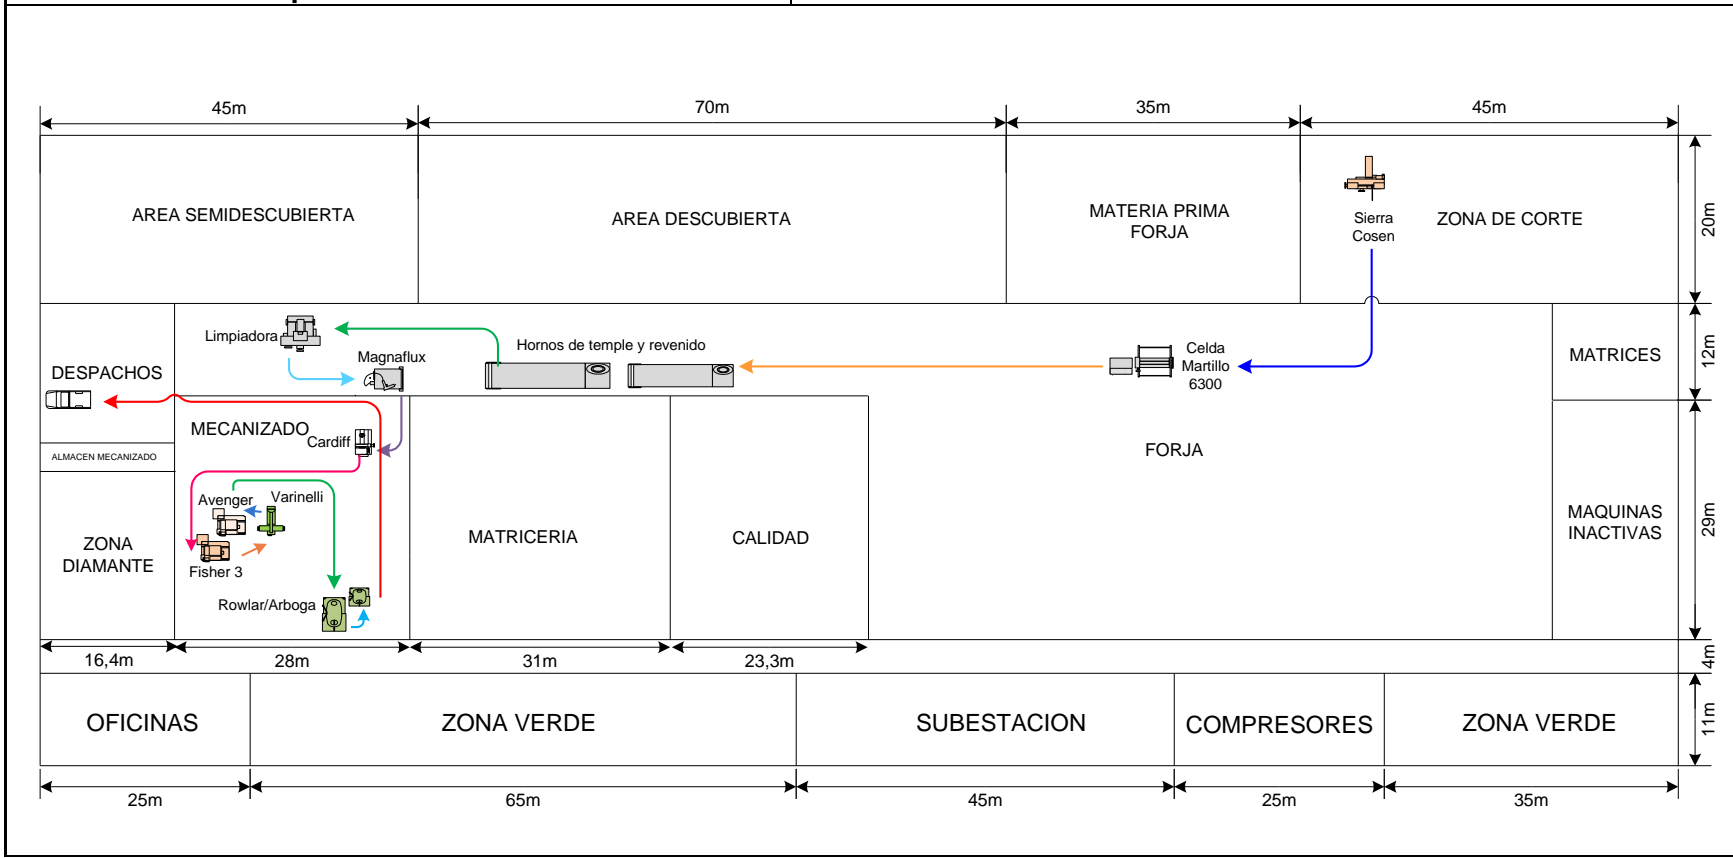 45m
70m
35m
45m
AREA SEMIDESCUBIERTA
AREA DESCUBIERTA
MATERIA PRIMA
FORJA
Sierra
Cosen
ZONA DE CORTE
20m
Limpiadora
Magnaflux
Hornos de temple y revenido
Celda
Martillo
6300
MATRICES
12m
DESPACHOS
MECANIZADO
Cardiff
FORJA
ALMACEN MECANIZADO
Avenger
Varinelli
ZONA
DIAMANTE
Fisher 3
Rowlar/Arboga
MATRICERIA
CALIDAD
MAQUINAS
INACTIVAS
29m
16,4m
28m
31m
23,3m
4m
OFICINAS
ZONA VERDE
SUBESTACION
COMPRESORES
ZONA VERDE
11m
25m
65m
45m
25m
35m